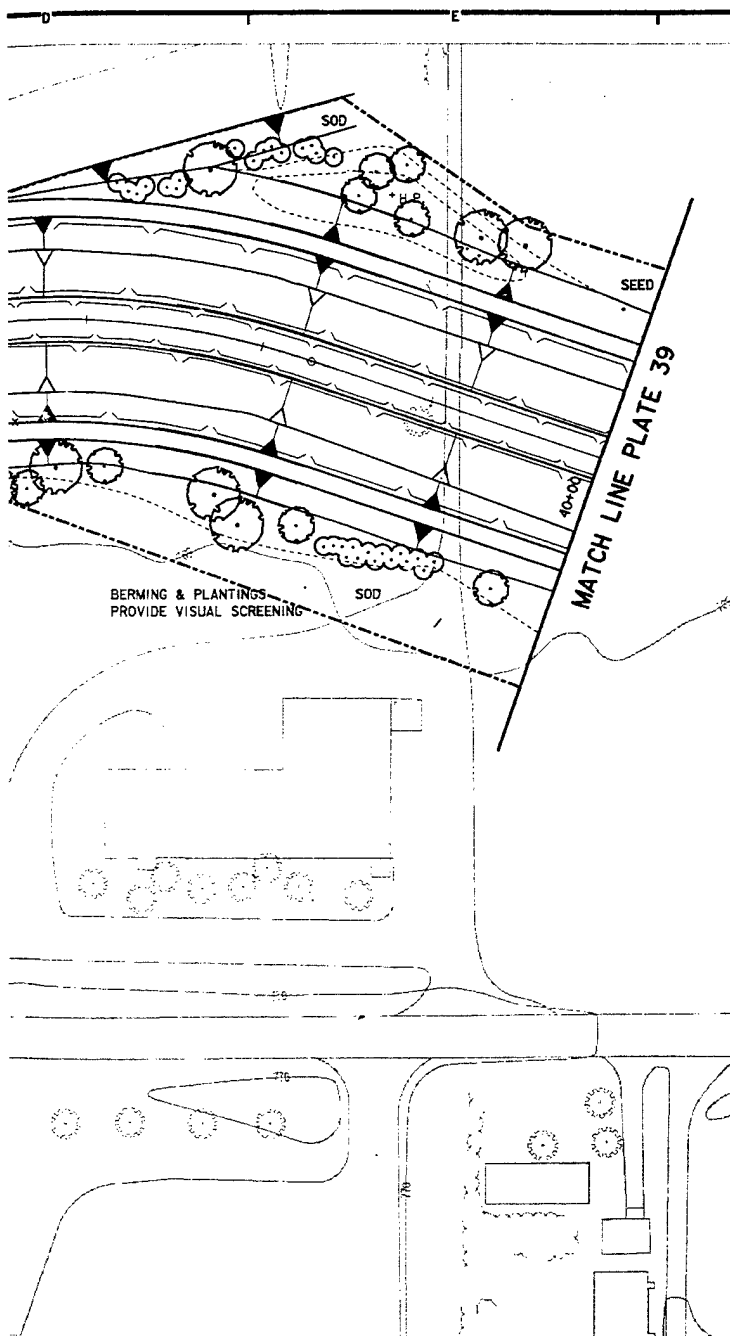 D E
SOD
H P
SEED
MATCH LINE PLATE 39
40+00
BERMING & PLANTINGS
PROVIDE VISUAL SCREENING
SOD
770
770